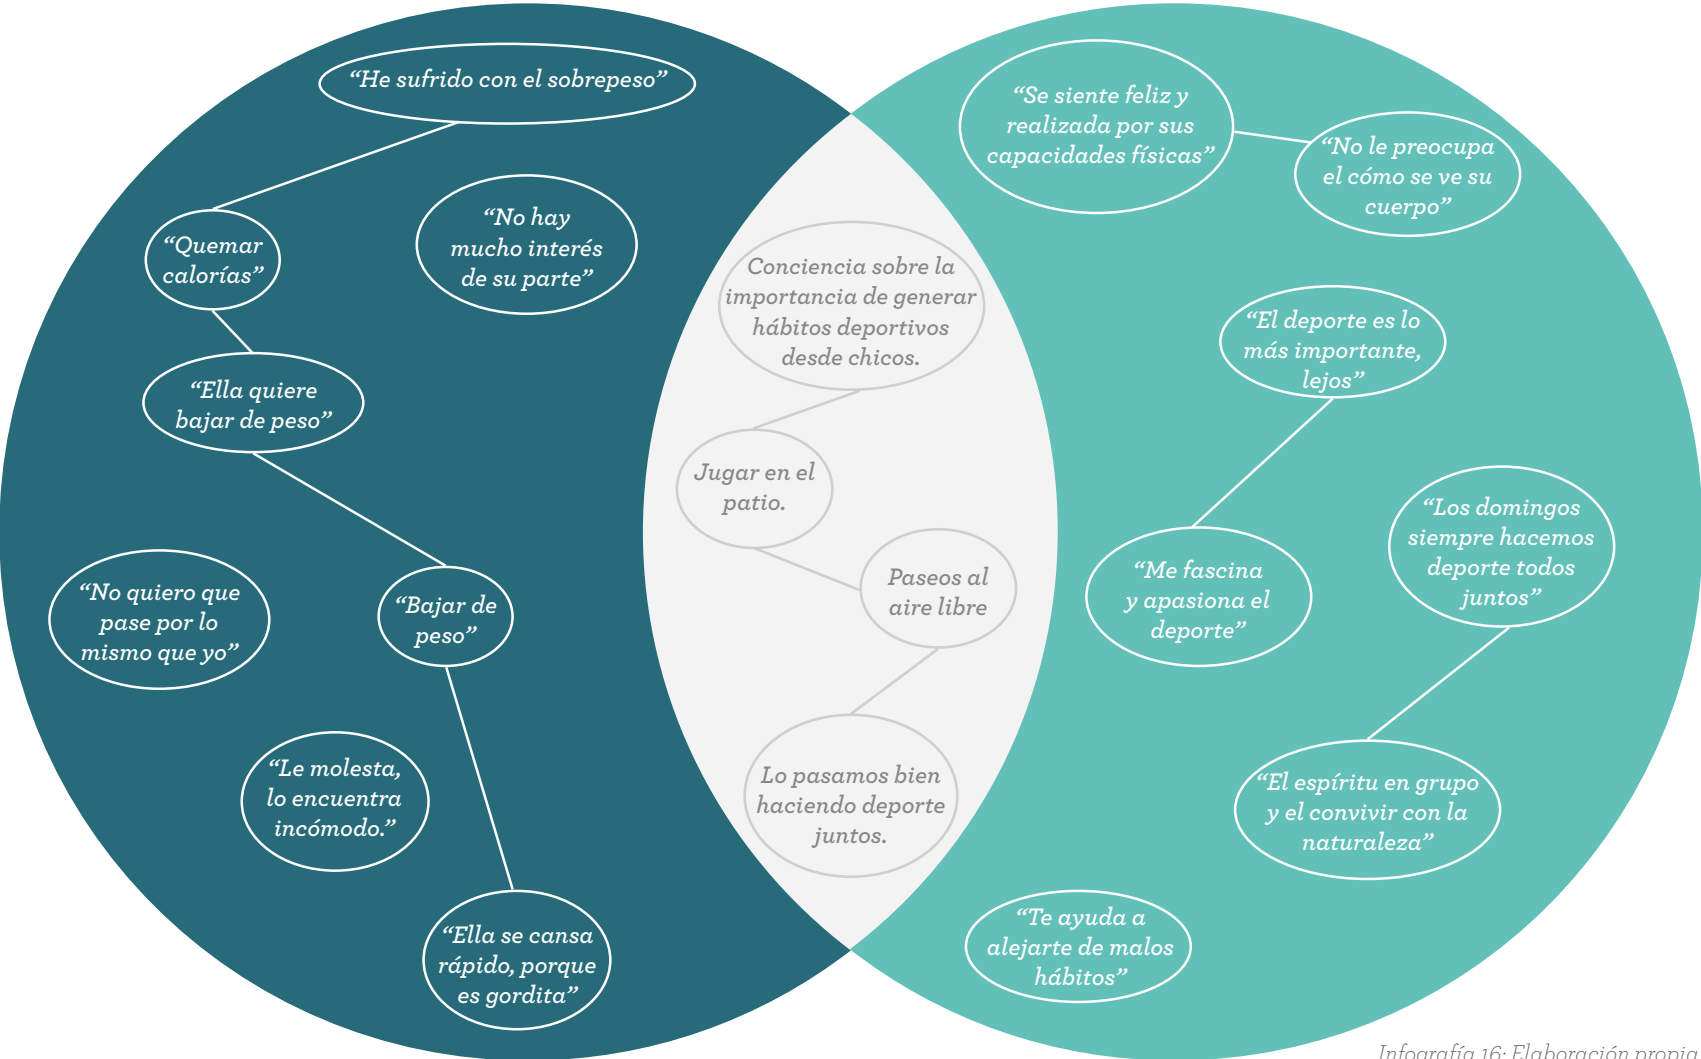 “He sufrido con el sobrepeso”
“Quemar
calorías”
“No hay
mucho interés
de su parte”
“Ella quiere
bajar de peso”
“No quiero que
pase por lo
mismo que yo”
“Bajar de
peso”
“Le molesta,
lo encuentra
incómodo.”
“Ella se cansa
rápido, porque
es gordita”
Conciencia sobre la
importancia de generar
hábitos deportivos
desde chicos.
Jugar en el
patio.
Paseos al
aire libre
Lo pasamos bien
haciendo deporte
juntos.
“Se siente feliz y
realizada por sus
capacidades físicas”
“No le preocupa
el cómo se ve su
cuerpo”
“El deporte es lo
más importante,
lejos”
“Me fascina
y apasiona el
deporte”
“Los domingos
siempre hacemos
deporte todos
juntos”
“El espíritu en grupo
y el convivir con la
naturaleza”
“Te ayuda a
alejarte de malos
hábitos”
Infografía 16: Elaboración propia